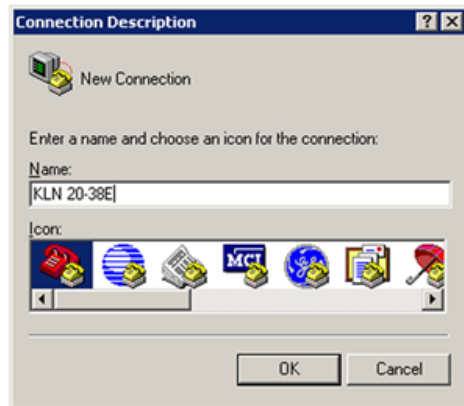 Connection Description
New Connection
Enter a name and choose an icon for the connection:
Name:
KLN 20-38E
Icon:
MCI
OK Cancel